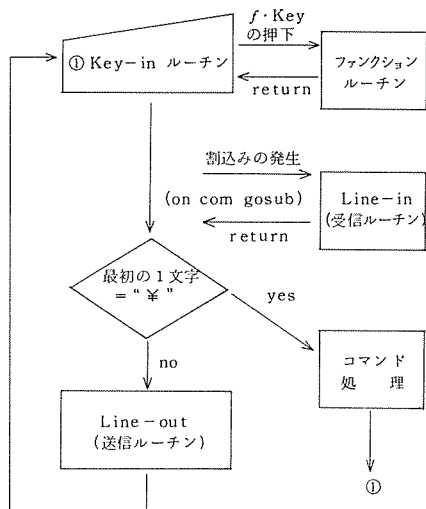 f・Key
の押下
① Key−in ルーチン
ファンクション
ルーチン
return
割込みの発生
(on com gosub)
Line−in
(受信ルーチン)
return
最初の1文字
= “ ¥ ”
yes
no
コマンド
処 理
Line−out
(送信ルーチン)
①